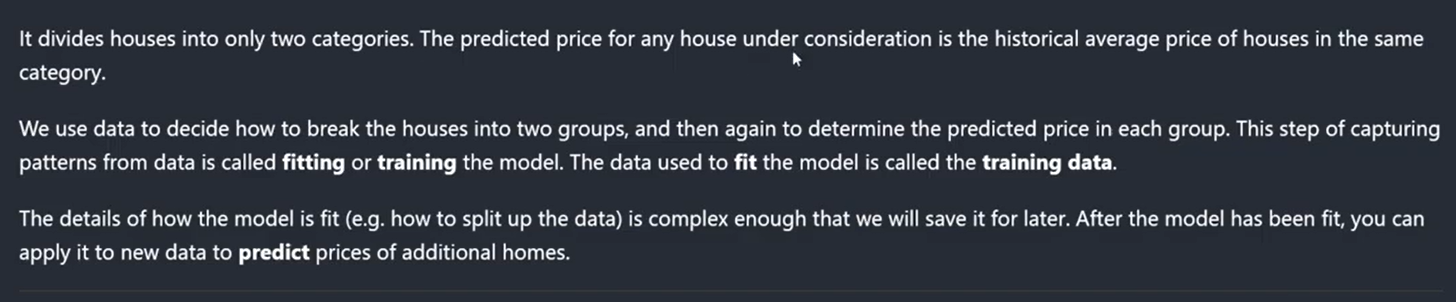 It divides houses into only two categories. The predicted price for any house under consideration is the historical average price of houses in the same
category.
We use data to decide how to break the houses into two groups, and then again to determine the predicted price in each group. This step of capturing
patterns from data is called fitting or training the model. The data used to fit the model is called the training data.
The details of how the model is fit (e.g. how to split up the data) is complex enough that we will save it for later. After the model has been fit, you can
apply it to new data to predict prices of additional homes.